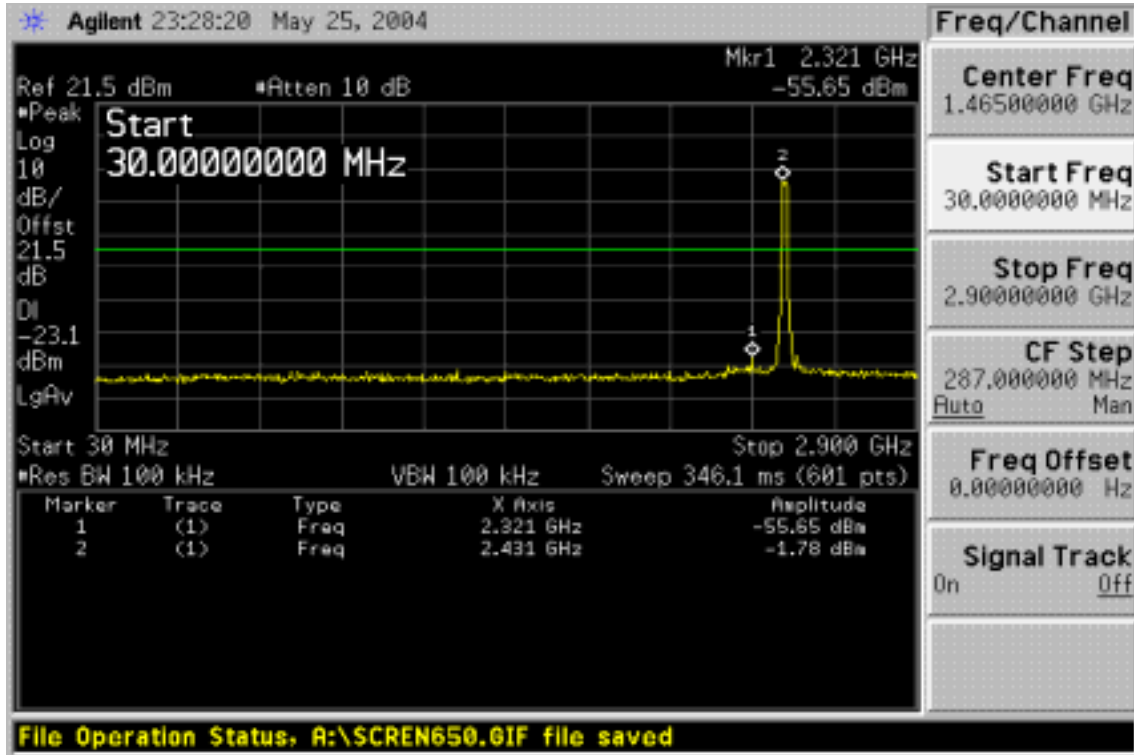 Agilent 23:28:20 May 25, 2004
Freq/Channel
Mkr1 2.321 GHz
Ref 21.5 dBm #Atten 10 dB -55.65 dBm
#Peak
Log
10
dB/
Offst
21.5
dB
DI
-23.1
dBm
LgAv
Start
30.00000000 MHz
2
1
Start 30 MHz Stop 2.900 GHz
#Res BW 100 kHz VBW 100 kHz Sweep 346.1 ms (601 pts)
Marker Trace Type X Axis Amplitude
1 (1) Freq 2.321 GHz -55.65 dBm
2 (1) Freq 2.431 GHz -1.78 dBm
Center Freq
1.46500000 GHz
Start Freq
30.0000000 MHz
Stop Freq
2.90000000 GHz
CF Step
287.000000 MHz
Auto Man
Freq Offset
0.00000000 Hz
Signal Track
On Off
File Operation Status, A:\SCREN650.GIF file saved